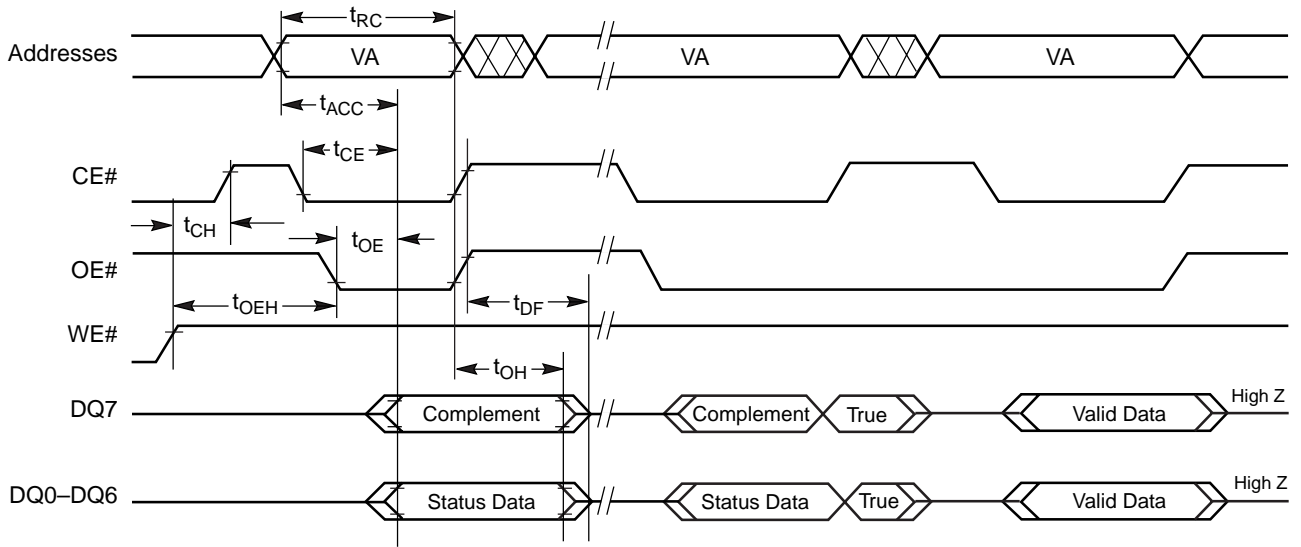 tRC
Addresses VA VA VA
tACC
tCE
CE#
tCH
tOE
OE#
tOEH
tDF
WE#
tOH
DQ7 Complement Complement True Valid Data High Z
DQ0–DQ6 Status Data Status Data True Valid Data High Z